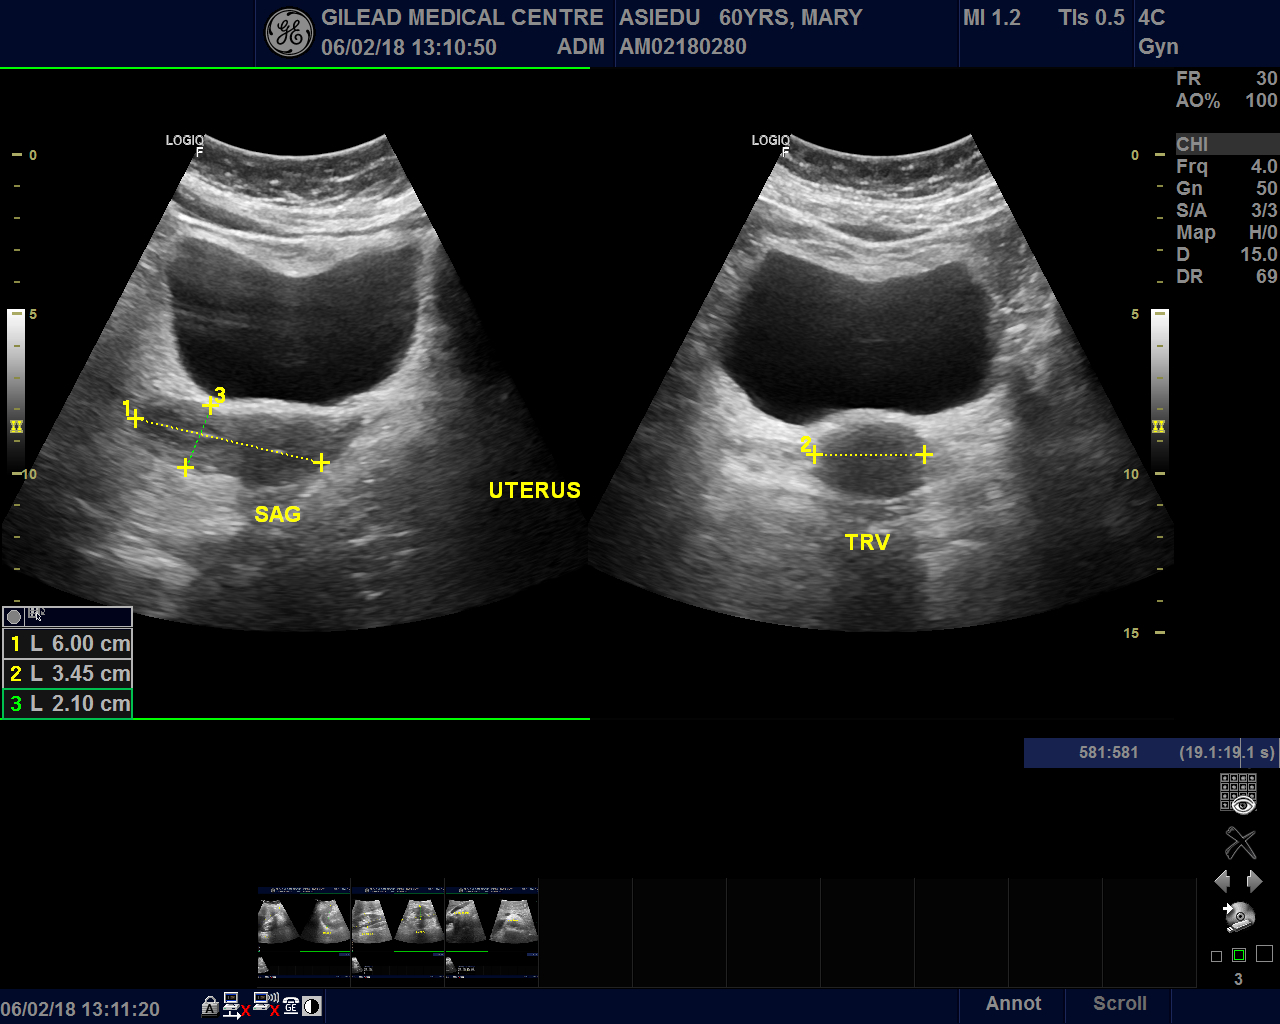 GILEAD MEDICAL CENTRE
06/02/18 13:10:50 ADM
ASIEDU 60YRS, MARY
AM02180280
MI 1.2 TIs 0.5
4C
Gyn
FR 30
AO% 100
CHI
Frq 4.0
Gn 50
S/A 3/3
Map H/0
D 15.0
DR 69
LOGIQ
F
LOGIQ
F
0
5
10
0
5
10
15
1
3
2
SAG
UTERUS
TRV
1 L 6.00 cm
2 L 3.45 cm
3 L 2.10 cm
581:581 (19.1:19.1 s)
3
06/02/18 13:11:20
A
GE
Annot
Scroll